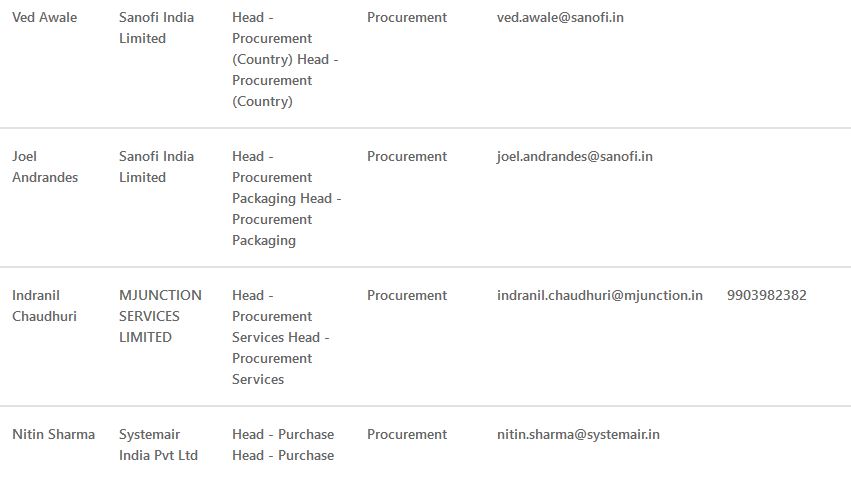 Ved Awale Sanofi India Head - Procurement ved.awale@sanofi.in
Limited Procurement
(Country) Head -
Procurement
(Country)
Joel Sanofi India Head - Procurement joel.andrandes@sanofi.in
Andrandes Limited Procurement
Packaging Head -
Procurement
Packaging
Indranil MJUNCTION Head - Procurement indranil.chaudhuri@mjunction.in 9903982382
Chaudhuri SERVICES Procurement
LIMITED Services Head -
Procurement
Services
Nitin Sharma Systemair Head - Purchase Procurement nitin.sharma@systemair.in
India Pvt Ltd Head - Purchase